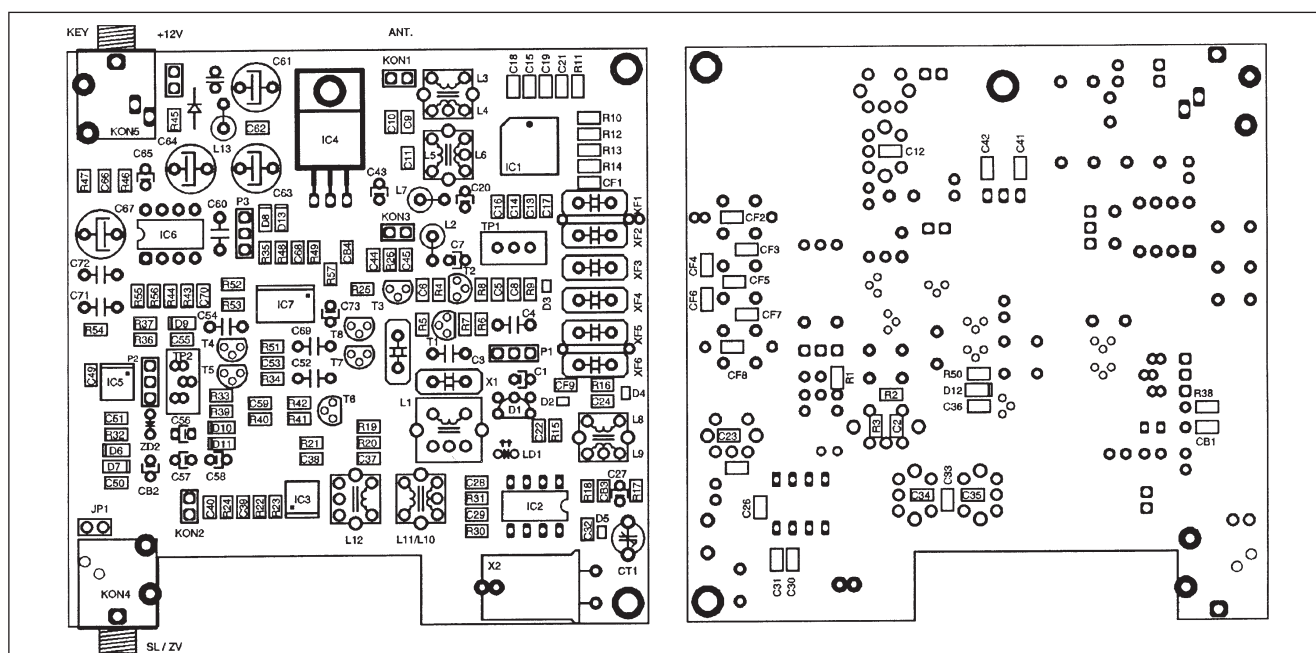 KEY
+12V
ANT.
C61
KON1
L3
L4
C18
C15
C19
C21
R11
R45
KON5
L13
C62
IC4
C10
C9
R10
R12
R13
R14
CF1
IC1
C64
C65
C63
C43
C11
L5
L6
L7
C20
R47
C66
R46
C67
C60
P3
D8
D13
KON3
L2
C16
C14
C13
C17
XF1
XF2
TP1
IC6
R35
R48
C68
R49
CB4
C44
R26
C45
C7
T2
XF3
C72
C71
R57
R52
R53
R55
R56
R44
R43
C70
IC7
C73
R25
T3
C6
R4
R8
C5
C8
R9
D3
XF4
R54
R37
D9
C54
R36
C55
T4
C69
T8
R5
T1
R7
R6
C4
XF5
P2
TP2
R51
C53
R34
C52
T7
C3
P1
XF6
C49
IC5
T5
X1
C1
CF9
R16
D4
C51
R32
D6
D7
C50
ZD2
R33
R39
D10
D11
C56
C57
C58
CB2
C59
R40
R42
R41
T6
L1
D1
D2
C24
R19
R20
C37
R21
C38
C22
R15
L8
L9
LD1
JP1
KON2
C40
R24
C39
R22
R23
IC3
L12
L11/L10
C28
R31
C29
R30
IC2
R18
CB3
C27
R17
D5
C32
CT1
X2
KON4
SL / ZV
C12
C42
C41
CF2
CF3
CF4
CF5
CF6
CF7
CF8
R1
R50
D12
C36
R38
CB1
R2
R3
C2
C23
C26
C34
C33
C35
C31
C30